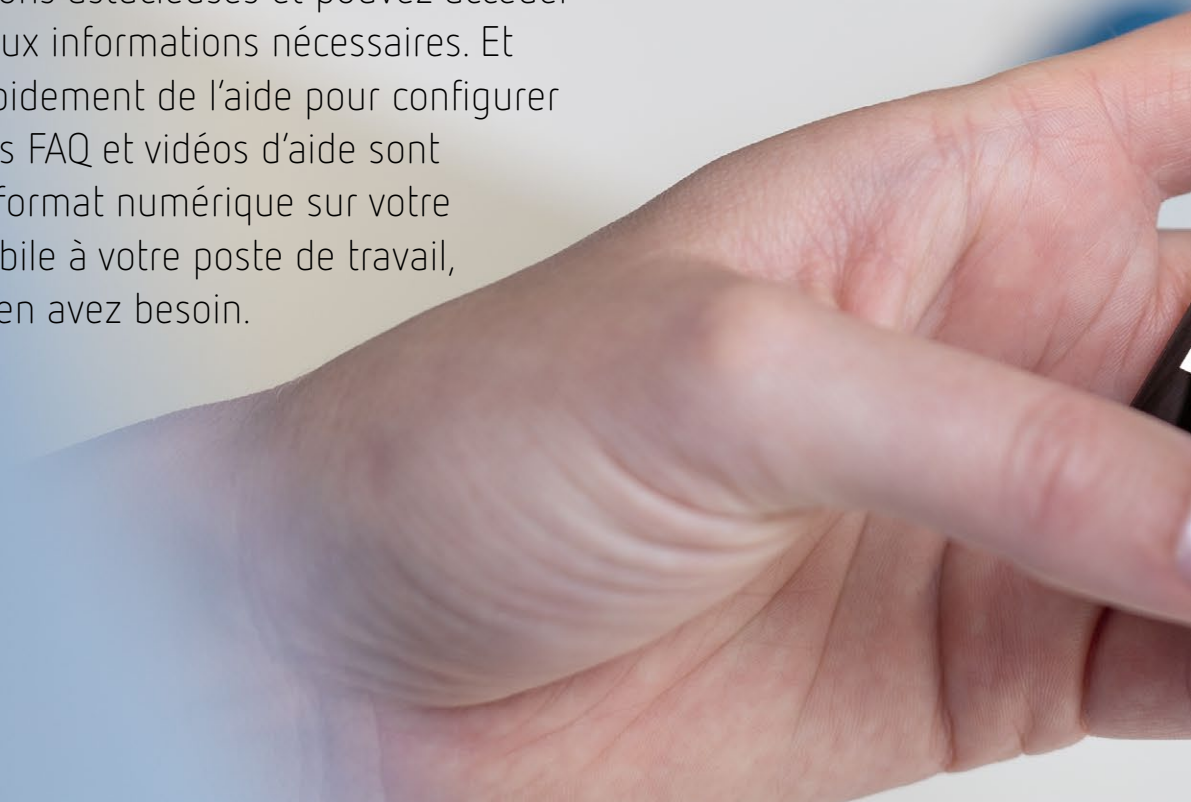 ons astucieuses et pouvez accéder
ux informations nécessaires. Et
pidement de l'aide pour configurer
s FAQ et vidéos d'aide sont
format numérique sur votre
bile à votre poste de travail,
en avez besoin.